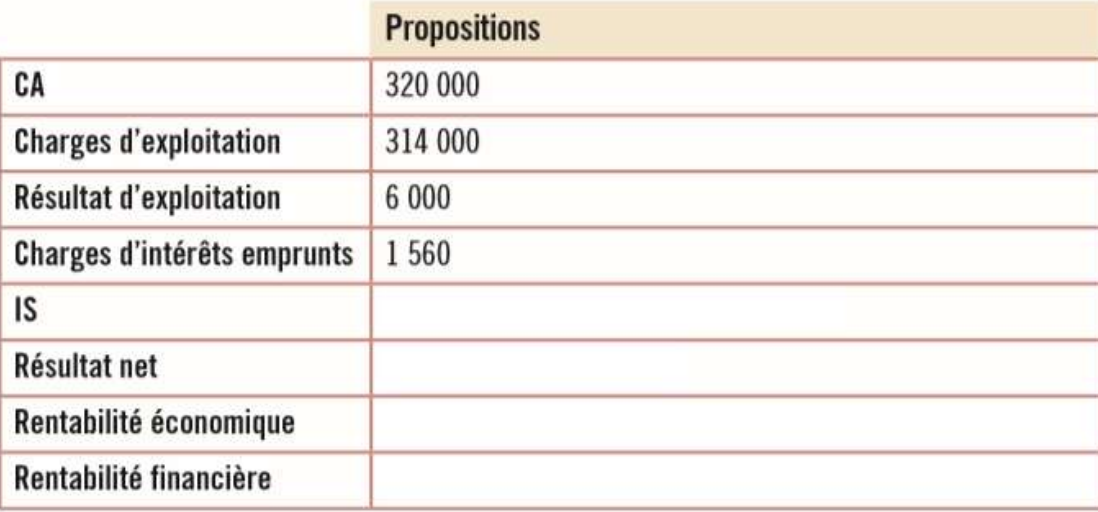 Propositions
CA 320 000
Charges d'exploitation 314 000
Résultat d'exploitation 6 000
Charges d'intérêts emprunts 1 560
IS
Résultat net
Rentabilité économique
Rentabilité financière